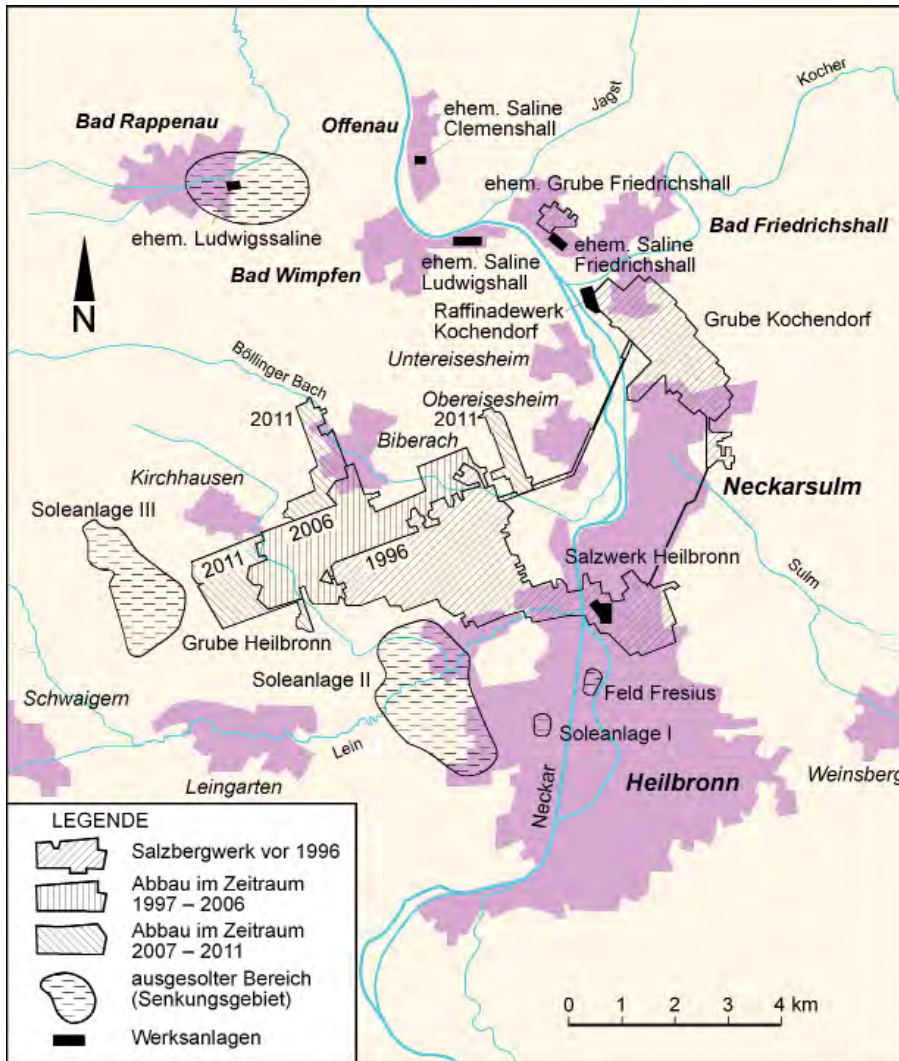 Kocher
Jagst
ehem. Saline
Clemenshall
Offenau
Bad Rappenau
ehem. Grube Friedrichshall
Bad Friedrichshall
ehem. Ludwigssaline
Bad Wimpfen
ehem. Saline
Ludwigshall
ehem. Saline
Friedrichshall
N
Raffinadewerk
Kochendorf
Grube Kochendorf
Untereisesheim
Böllinger Bach
Obereisesheim
2011
2011
Biberach
Kirchhausen
Neckarsulm
Soleanlage III
2006
1996
2011
Salzwerk Heilbronn
Sulm
Grube Heilbronn
Soleanlage II
Feld Fresius
Schwaigern
Soleanlage I
Lein
Leingarten
Neckar
Heilbronn
Weinsberg
LEGENDE
Salzbergwerk vor 1996
Abbau im Zeitraum
1997 – 2006
Abbau im Zeitraum
2007 – 2011
ausgesolter Bereich
(Senkungsgebiet)
Werksanlagen
0 1 2 3 4 km